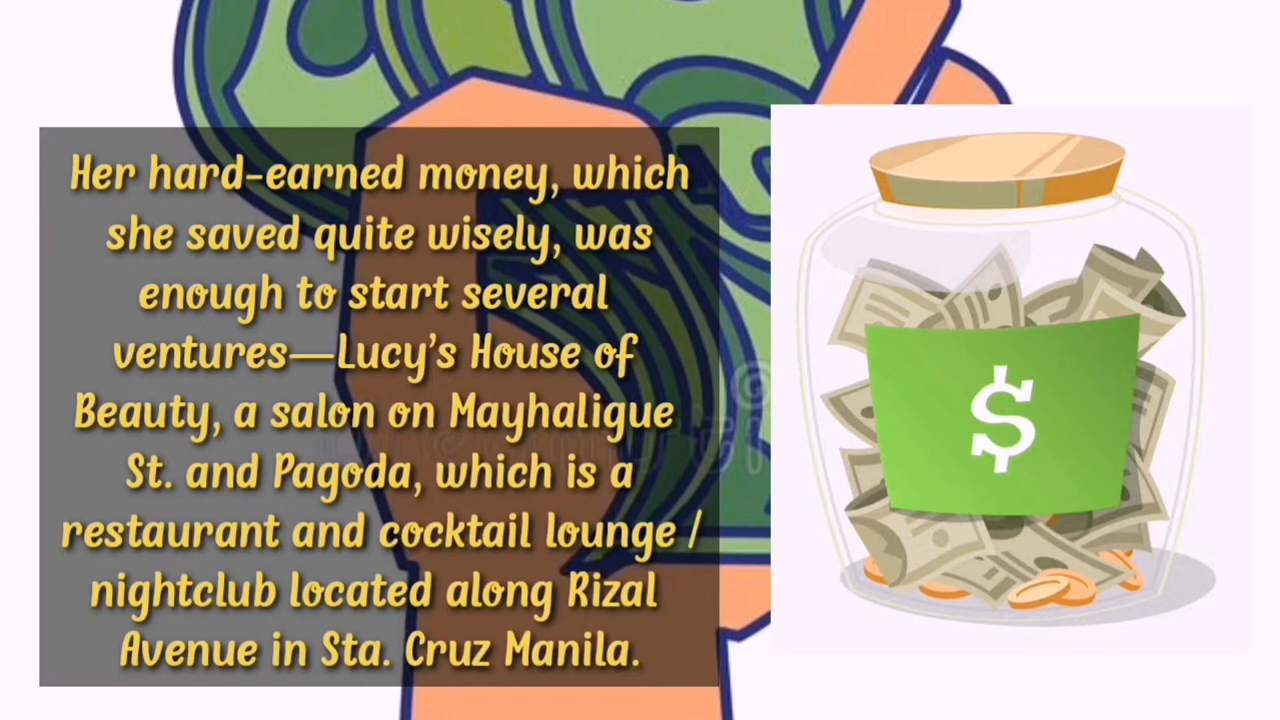 Her hard-earned money, which
she saved quite wisely, was
enough to start several
ventures—Lucy's House of
Beauty, a salon on Mayhaligue
St. and Pagoda, which is a
restaurant and cocktail lounge /
nightclub located along Rizal
Avenue in Sta. Cruz Manila.
$